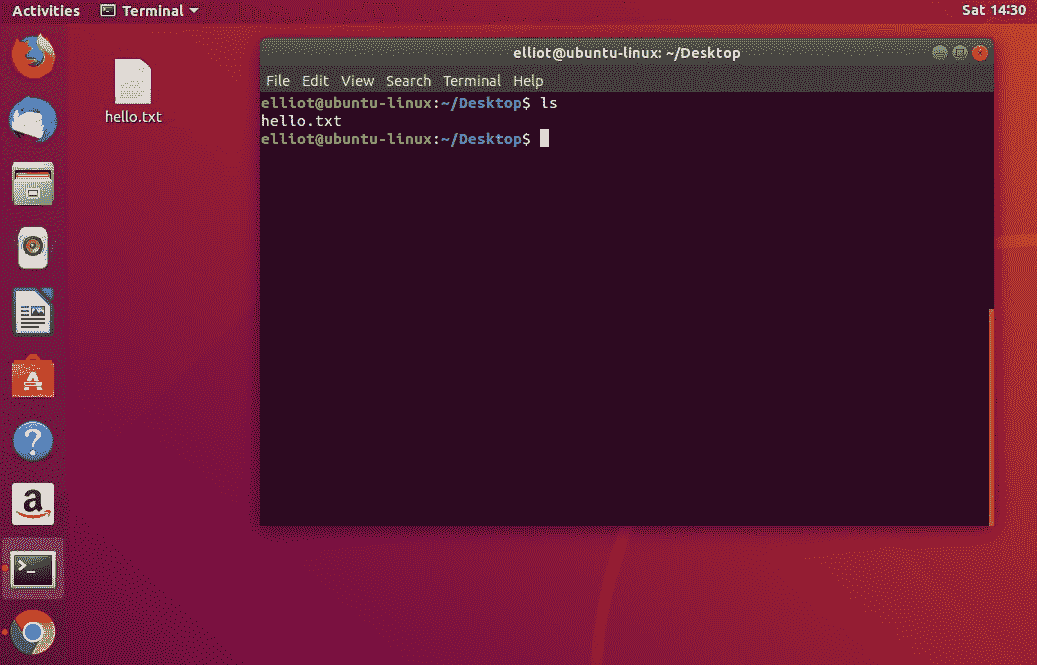 Activities Terminal Sat 14:30
hello.txt
elliot@ubuntu-linux: ~/Desktop
File Edit View Search Terminal Help
elliot@ubuntu-linux:~/Desktop$ ls
hello.txt
elliot@ubuntu-linux:~/Desktop$